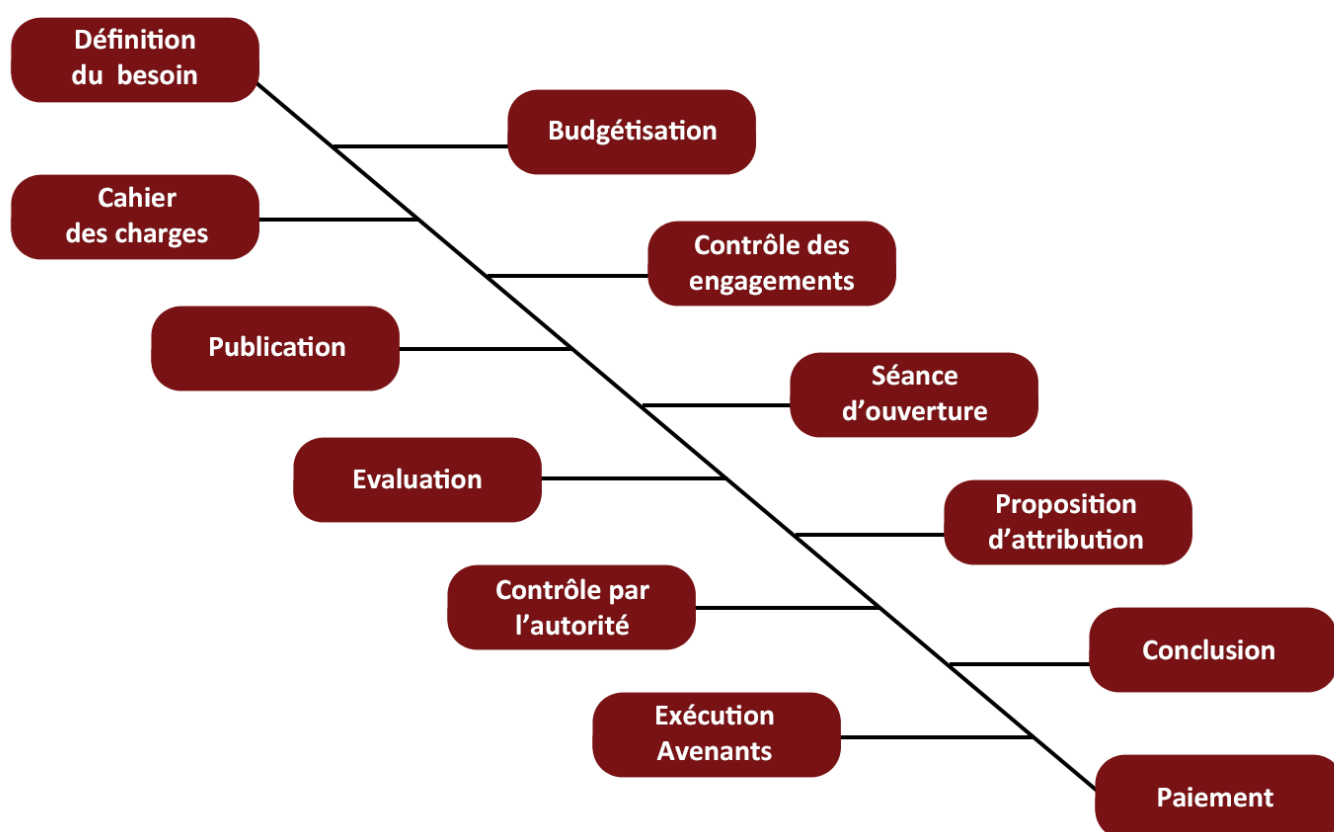 Définition
du besoin
Budgétisation
Cahier
des charges
Contrôle des
engagements
Publication
Séance
d’ouverture
Evaluation
Proposition
d’attribution
Contrôle par
l’autorité
Conclusion
Exécution
Avenants
Paiement